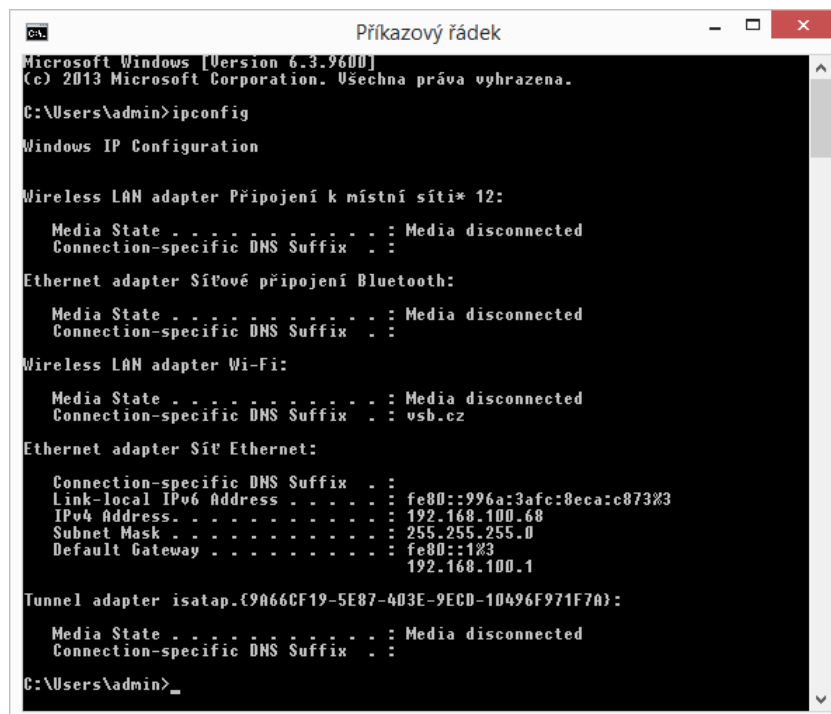 Příkazový řádek
Microsoft Windows [Version 6.3.9600]
(c) 2013 Microsoft Corporation. Všechna práva vyhrazena.
C:\Users\admin>ipconfig
Windows IP Configuration
Wireless LAN adapter Připojení k místní síti* 12:
   Media State . . . . . . . . . . . : Media disconnected
   Connection-specific DNS Suffix  . :
Ethernet adapter Síťové připojení Bluetooth:
   Media State . . . . . . . . . . . : Media disconnected
   Connection-specific DNS Suffix  . :
Wireless LAN adapter Wi-Fi:
   Media State . . . . . . . . . . . : Media disconnected
   Connection-specific DNS Suffix  . : vsb.cz
Ethernet adapter Síť Ethernet:
   Connection-specific DNS Suffix  . :
   Link-local IPv6 Address . . . . . : fe80::996a:3afc:8eca:c873%3
   IPv4 Address. . . . . . . . . . . : 192.168.100.68
   Subnet Mask . . . . . . . . . . . : 255.255.255.0
   Default Gateway . . . . . . . . . : fe80::1%3
                                       192.168.100.1
Tunnel adapter isatap.{9A66CF19-5E87-403E-9ECD-10496F971F7A}:
   Media State . . . . . . . . . . . : Media disconnected
   Connection-specific DNS Suffix  . :
C:\Users\admin>_